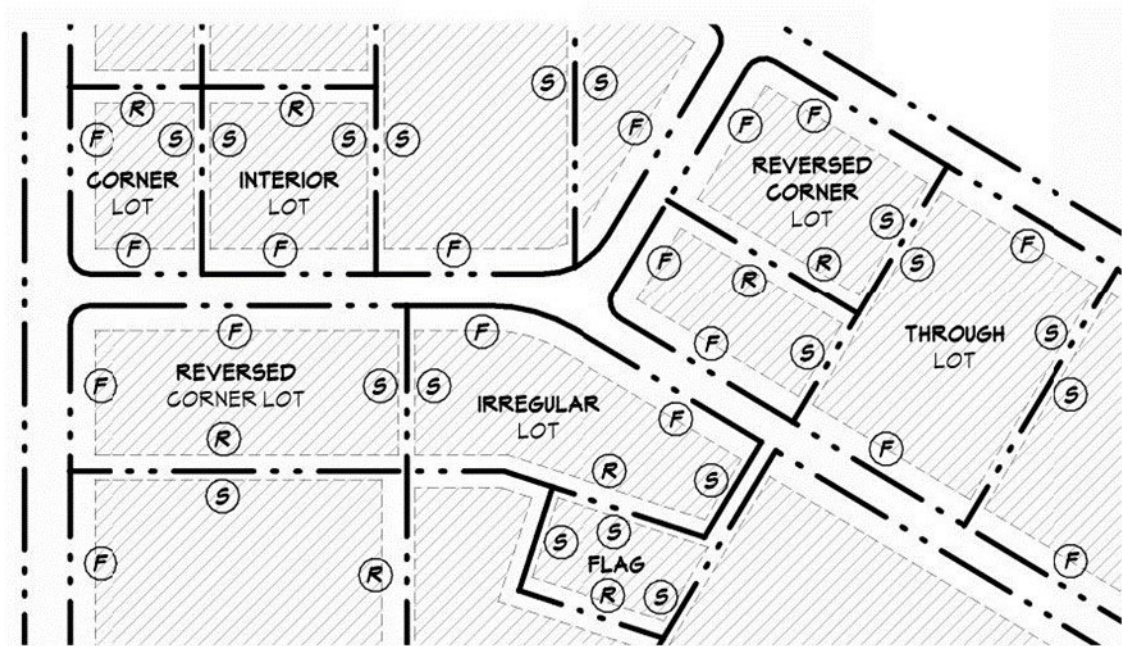 S S
R R F F
F S S S S F F
REVERSED
CORNER
LOT
CORNER
LOT
INTERIOR
LOT
S
F F F F
F R S
R
F F
THROUGH
LOT
S
F S
REVERSED
CORNER LOT
F S S
S
IRREGULAR
LOT
F
R F
R S
S
S
S
FLAG
F R R S
F